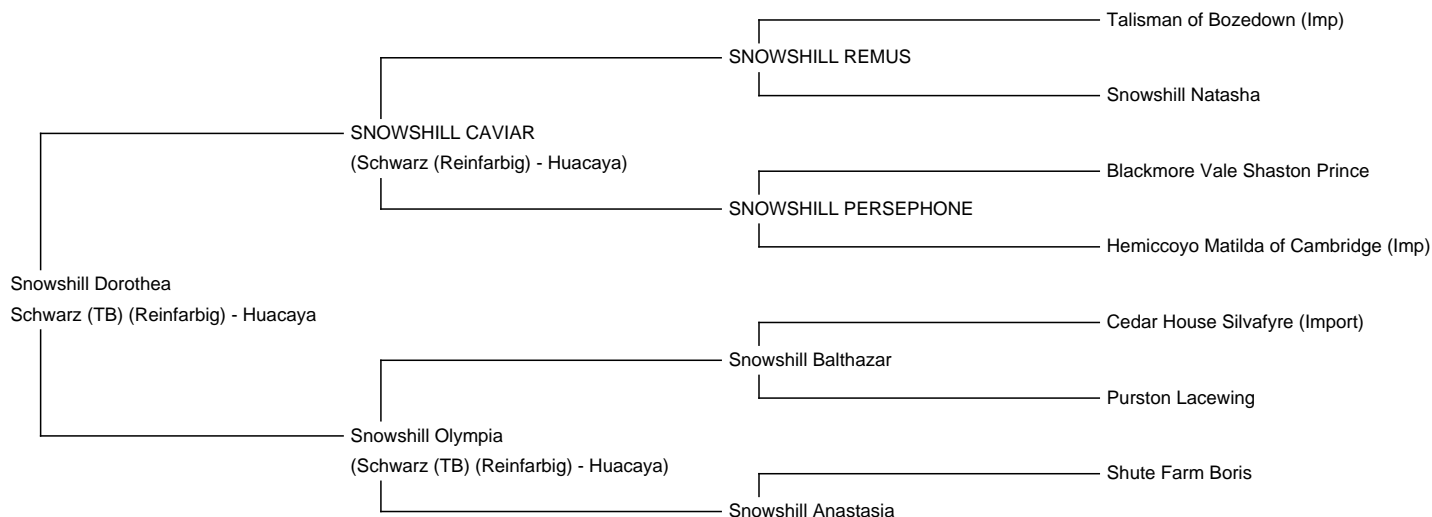 Talisman of Bozedown (Imp)
SNOWSHILL REMUS
Snowshill Natasha
SNOWSHILL CAVIAR
(Schwarz (Reinfarbig) - Huacaya)
Blackmore Vale Shaston Prince
SNOWSHILL PERSEPHONE
Hemiccoyo Matilda of Cambridge (Imp)
Snowshill Dorothea
Schwarz (TB) (Reinfarbig) - Huacaya
Cedar House Silvafyre (Import)
Snowshill Balthazar
Purston Lacewing
Snowshill Olympia
(Schwarz (TB) (Reinfarbig) - Huacaya)
Shute Farm Boris
Snowshill Anastasia